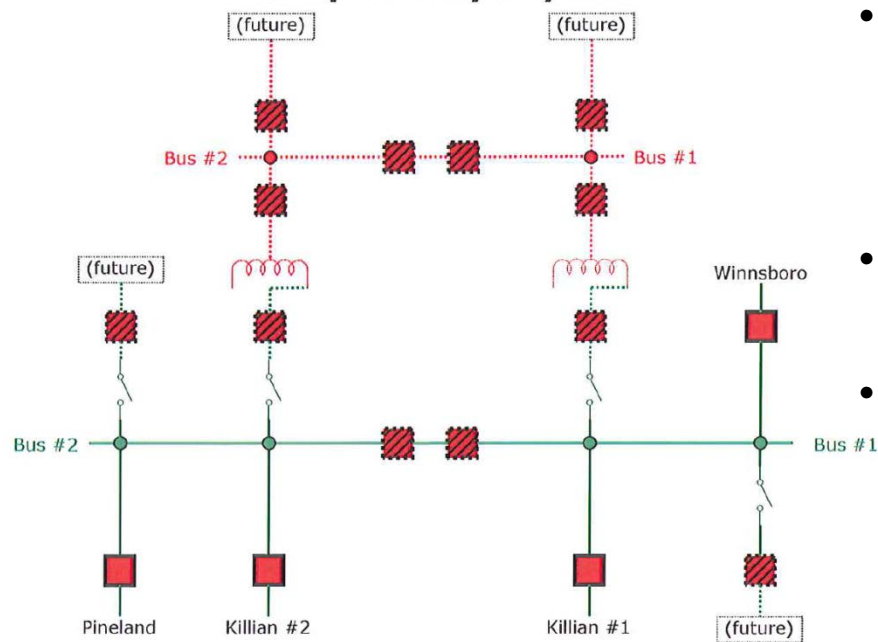 (future)
(future)
Bus #2
Bus #1
(future)
Winnsboro
Bus #2
Bus #1
Pineland
Killian #2
Killian #1
(future)